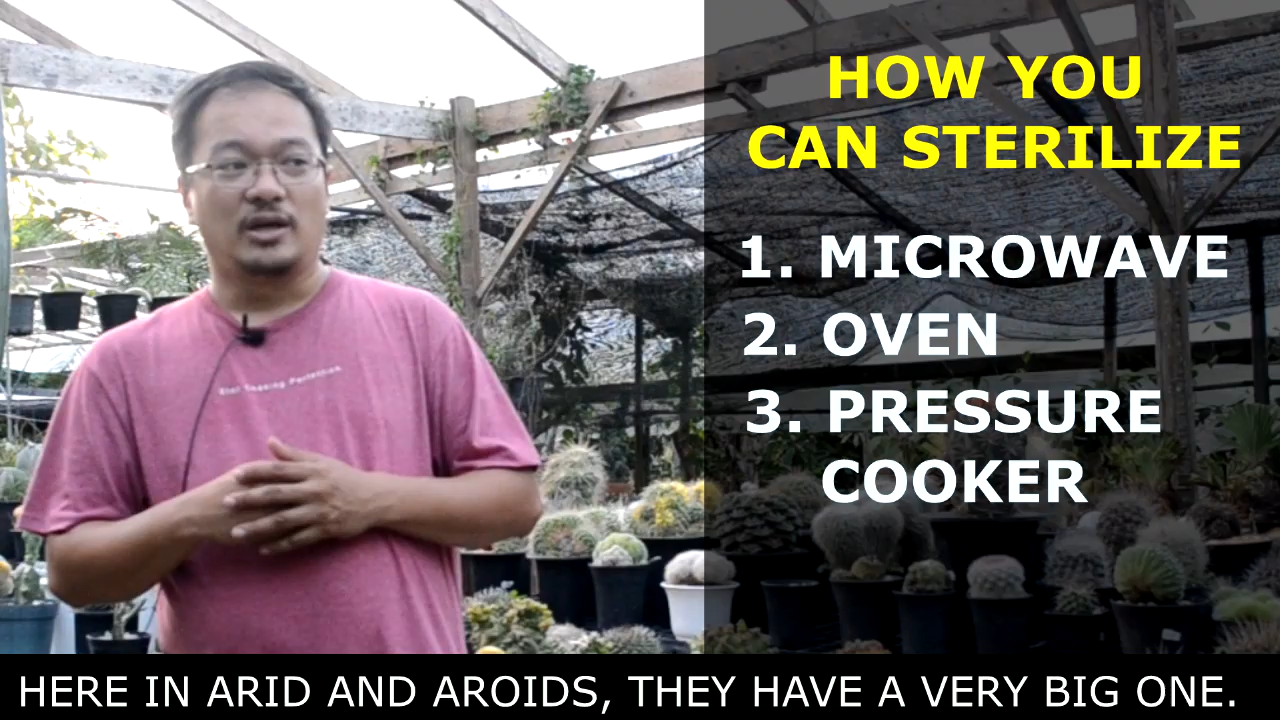 HOW YOU
CAN STERILIZE
1. MICROWAVE
2. OVEN
3. PRESSURE
COOKER
HERE IN ARID AND AROIDS, THEY HAVE A VERY BIG ONE.